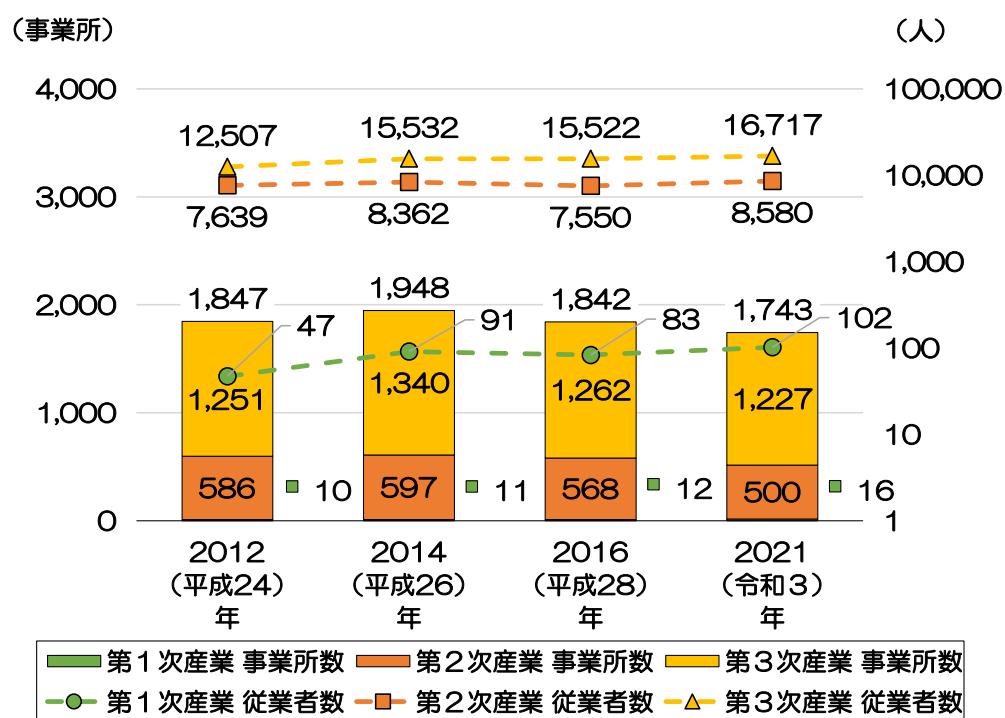 （事業所）
（人）
4,000
100,000
12,507
15,532
15,522
16,717
10,000
3,000
7,639
8,362
7,550
8,580
1,000
2,000
1,847
1,948
1,842
1,743
47
91
83
102
100
1,251
1,340
1,262
1,227
1,000
10
586
10
597
11
568
12
500
16
0
1
2012
（平成24）
年
2014
（平成26）
年
2016
（平成28）
年
2021
（令和３）
年
第１次産業 事業所数
第２次産業 事業所数
第３次産業 事業所数
第１次産業 従業者数
第２次産業 従業者数
第３次産業 従業者数